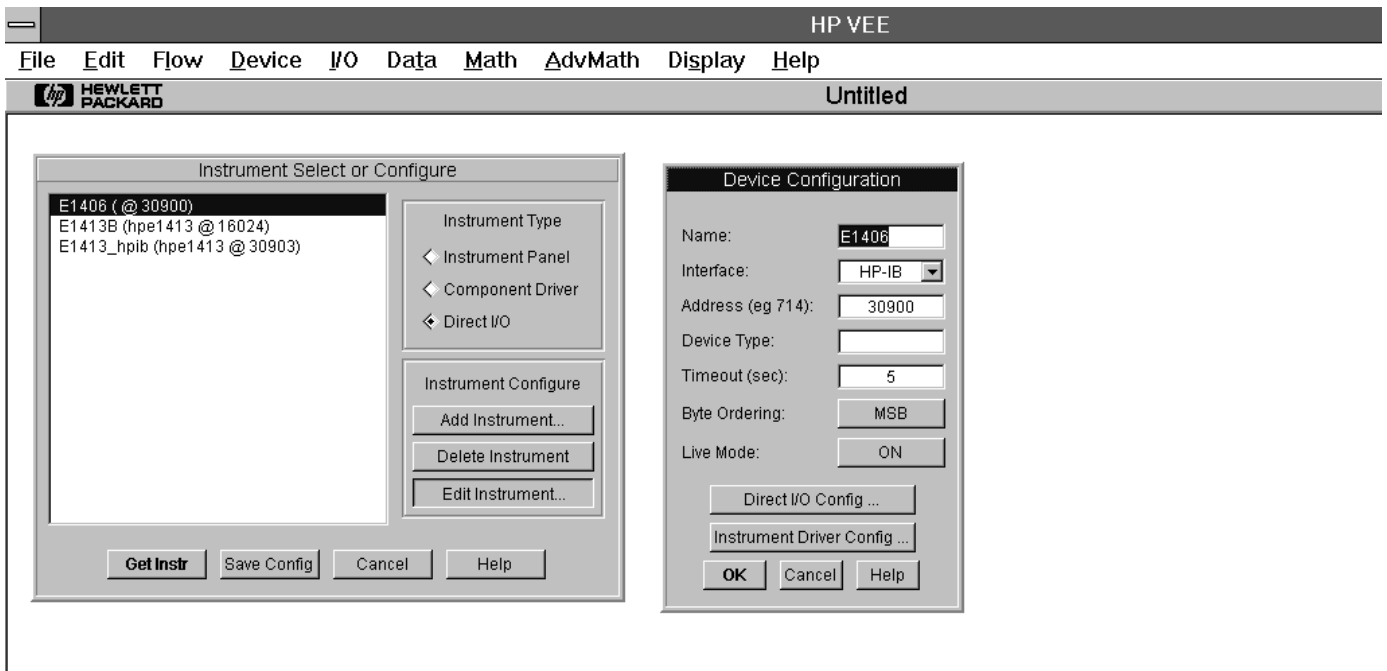 HP VEE
File Edit Flow Device I/O Data Math AdvMath Display Help
hp HEWLETT PACKARD
Untitled
Instrument Select or Configure
E1406 ( @ 30900)
E1413B (hpe1413 @ 16024)
E1413_hpib (hpe1413 @ 30903)
Instrument Type
Instrument Panel
Component Driver
Direct I/O
Instrument Configure
Add Instrument...
Delete Instrument
Edit Instrument...
Get Instr Save Config Cancel Help
Device Configuration
Name: E1406
Interface: HP-IB
Address (eg 714): 30900
Device Type:
Timeout (sec): 5
Byte Ordering: MSB
Live Mode: ON
Direct I/O Config ...
Instrument Driver Config ...
OK Cancel Help